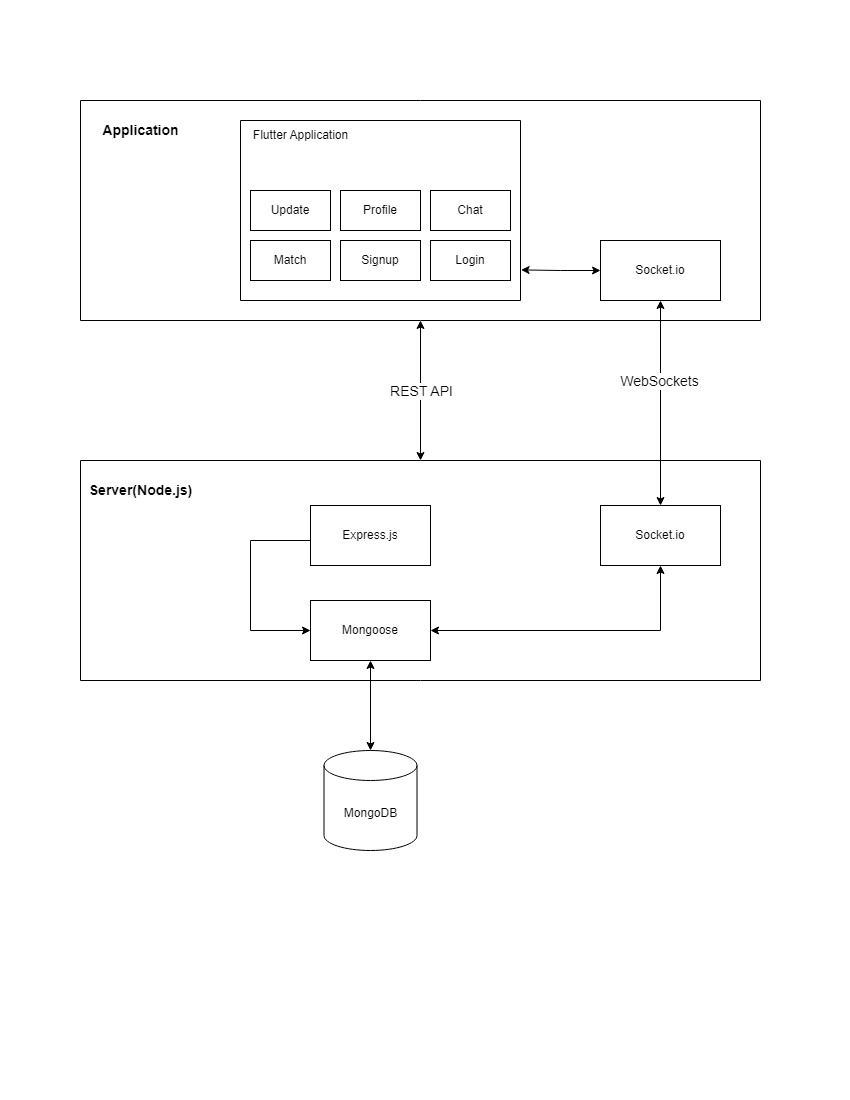 Application
Flutter Application
Update
Profile
Chat
Match
Signup
Login
Socket.io
REST API
WebSockets
Server(Node.js)
Express.js
Socket.io
Mongoose
MongoDB